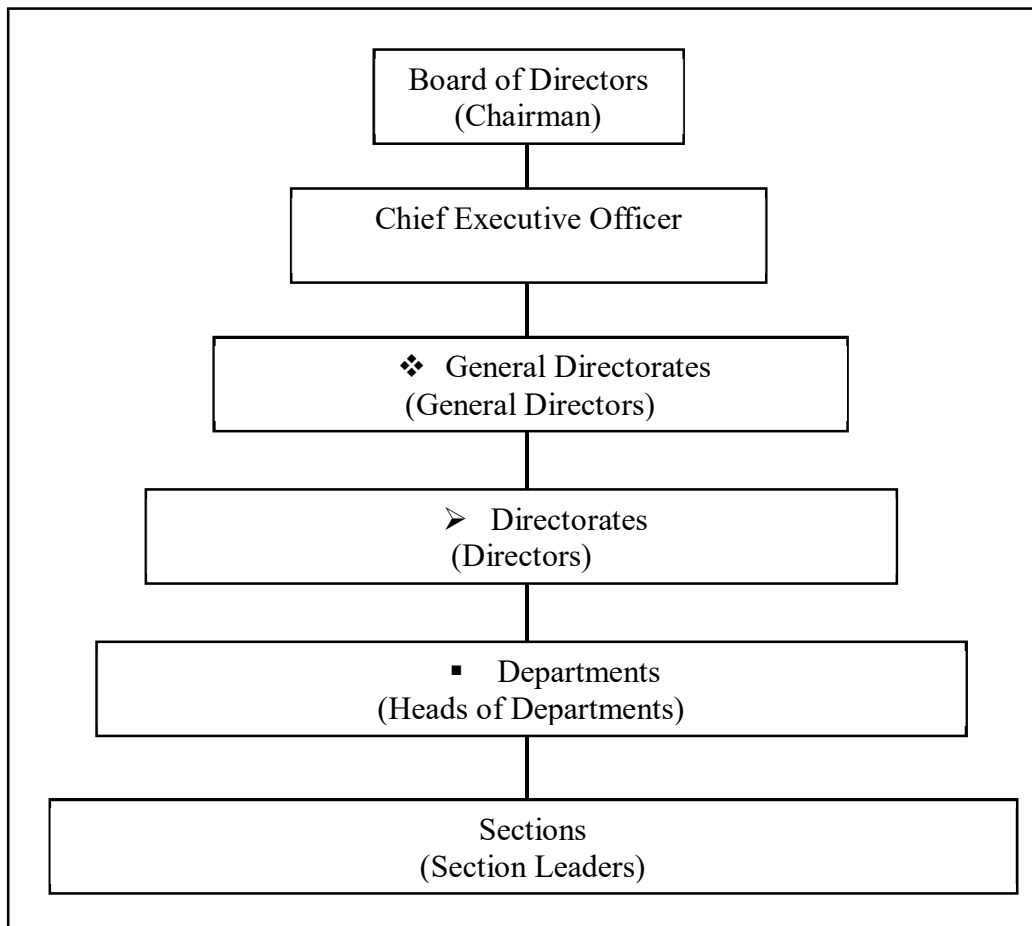 Board of Directors
(Chairman)
Chief Executive Officer
❖ General Directorates
(General Directors)
➢ Directorates
(Directors)
▪ Departments
(Heads of Departments)
Sections
(Section Leaders)